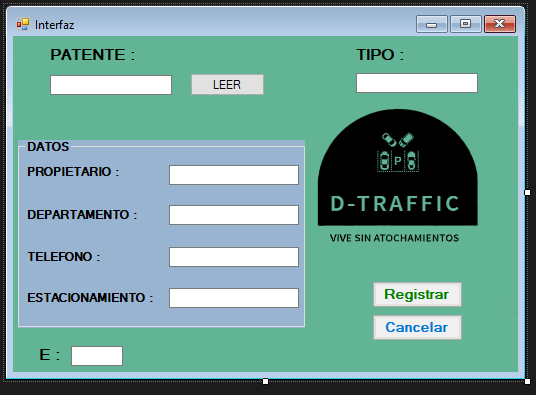 Interfaz
PATENTE :
TIPO :
LEER
DATOS
PROPIETARIO :
DEPARTAMENTO :
TELEFONO :
ESTACIONAMIENTO :
P
D-TRAFFIC
VIVE SIN ATOCHAMIENTOS
Registrar
Cancelar
E :